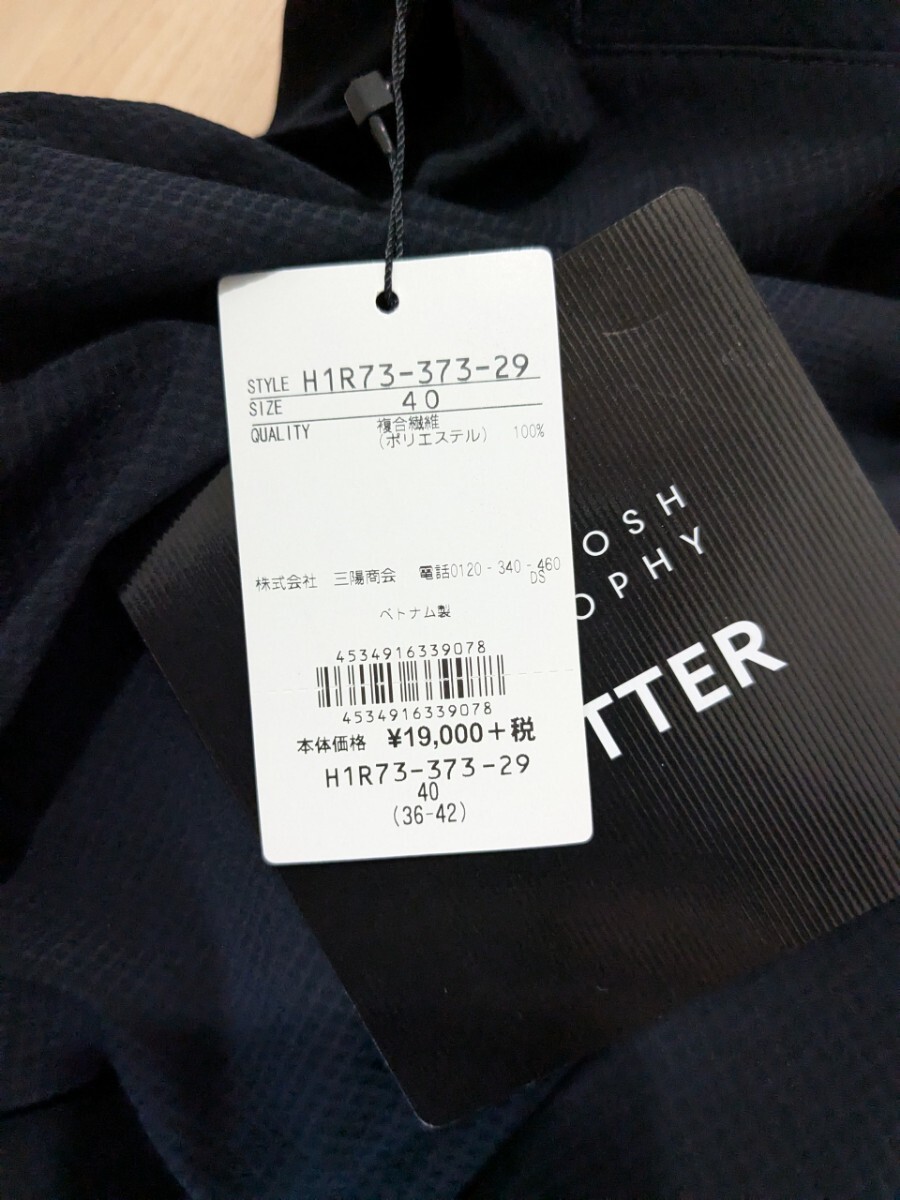 STYLE H1R73-373-29
SIZE 40
QUALITY 複合繊維
(ポリエステル) 100%
株式会社 三陽商会 電話0120-340-460
DS
ベトナム製
4534916339078
4534916339078
本体価格 ¥19,000+税
H1R73-373-29
40
(36-42)
OSH
OPHY
TTER